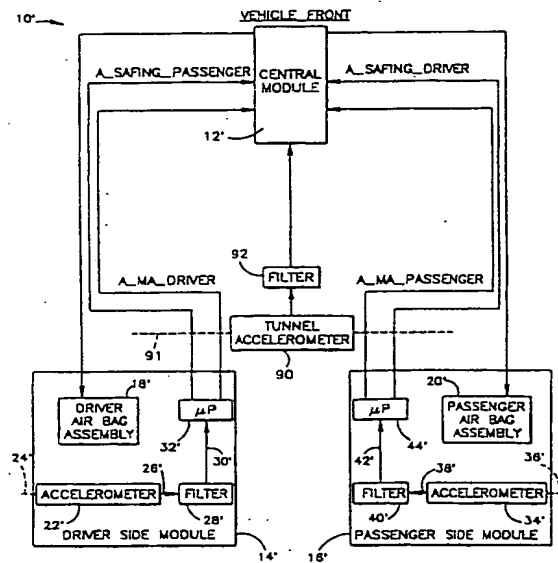 10'
VEHICLE FRONT
A_SAFING_PASSENGER
A_SAFING_DRIVER
CENTRAL
MODULE
12'
92
FILTER
A_MA_DRIVER
A_MA_PASSENGER
TUNNEL
ACCELEROMETER
91
90
18'
DRIVER
AIR BAG
ASSEMBLY
μP
32'
30'
24'
26'
ACCELEROMETER
FILTER
22'
28'
DRIVER SIDE MODULE
14'
20'
μP
PASSENGER
AIR BAG
ASSEMBLY
44'
42'
38'
36'
FILTER
ACCELEROMETER
40'
34'
16'
PASSENGER SIDE MODULE